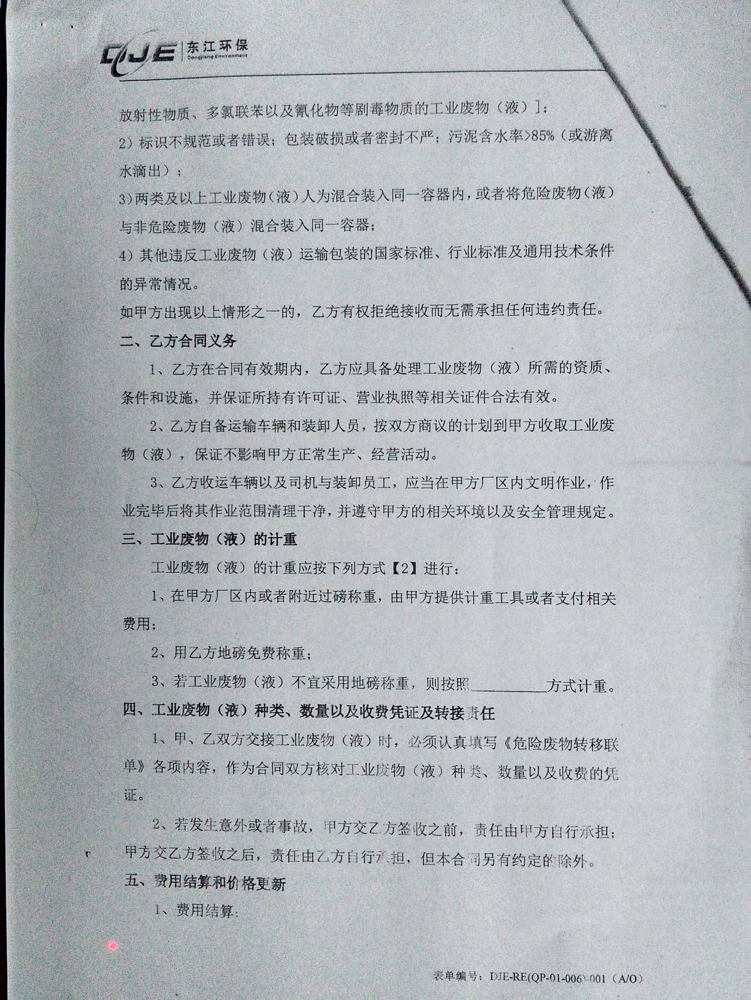 DJE 东江环保
Dongjiang Environment
放射性物质、多氯联苯以及氰化物等剧毒物质的工业废物（液）]；
2）标识不规范或者错误；包装破损或者密封不严；污泥含水率>85%（或游离
水滴出）；
3）两类及以上工业废物（液）人为混合装入同一容器内，或者将危险废物（液）
与非危险废物（液）混合装入同一容器；
4）其他违反工业废物（液）运输包装的国家标准、行业标准及通用技术条件
的异常情况。
如甲方出现以上情形之一的，乙方有权拒绝接收而无需承担任何违约责任。
二、乙方合同义务
1、乙方在合同有效期内，乙方应具备处理工业废物（液）所需的资质、
条件和设施，并保证所持有许可证、营业执照等相关证件合法有效。
2、乙方自备运输车辆和装卸人员，按双方商议的计划到甲方收取工业废
物（液），保证不影响甲方正常生产、经营活动。
3、乙方收运车辆以及司机与装卸员工，应当在甲方厂区内文明作业，作
业完毕后将其作业范围清理干净，并遵守甲方的相关环境以及安全管理规定。
三、工业废物（液）的计重
工业废物（液）的计重应按下列方式【2】进行：
1、在甲方厂区内或者附近过磅称重，由甲方提供计重工具或者支付相关
费用；
2、用乙方地磅免费称重；
3、若工业废物（液）不宜采用地磅称重，则按照__________方式计重。
四、工业废物（液）种类、数量以及收费凭证及转接责任
1、甲、乙双方交接工业废物（液）时，必须认真填写《危险废物转移联
单》各项内容，作为合同双方核对工业废物（液）种类、数量以及收费的凭
证。
2、若发生意外或者事故，甲方交乙方签收之前，责任由甲方自行承担；
甲方交乙方签收之后，责任由乙方自行承担，但本合同另有约定的除外。
五、费用结算和价格更新
1、费用结算：
表单编号：DJE-RE(QP-01-006)-001（A/O）